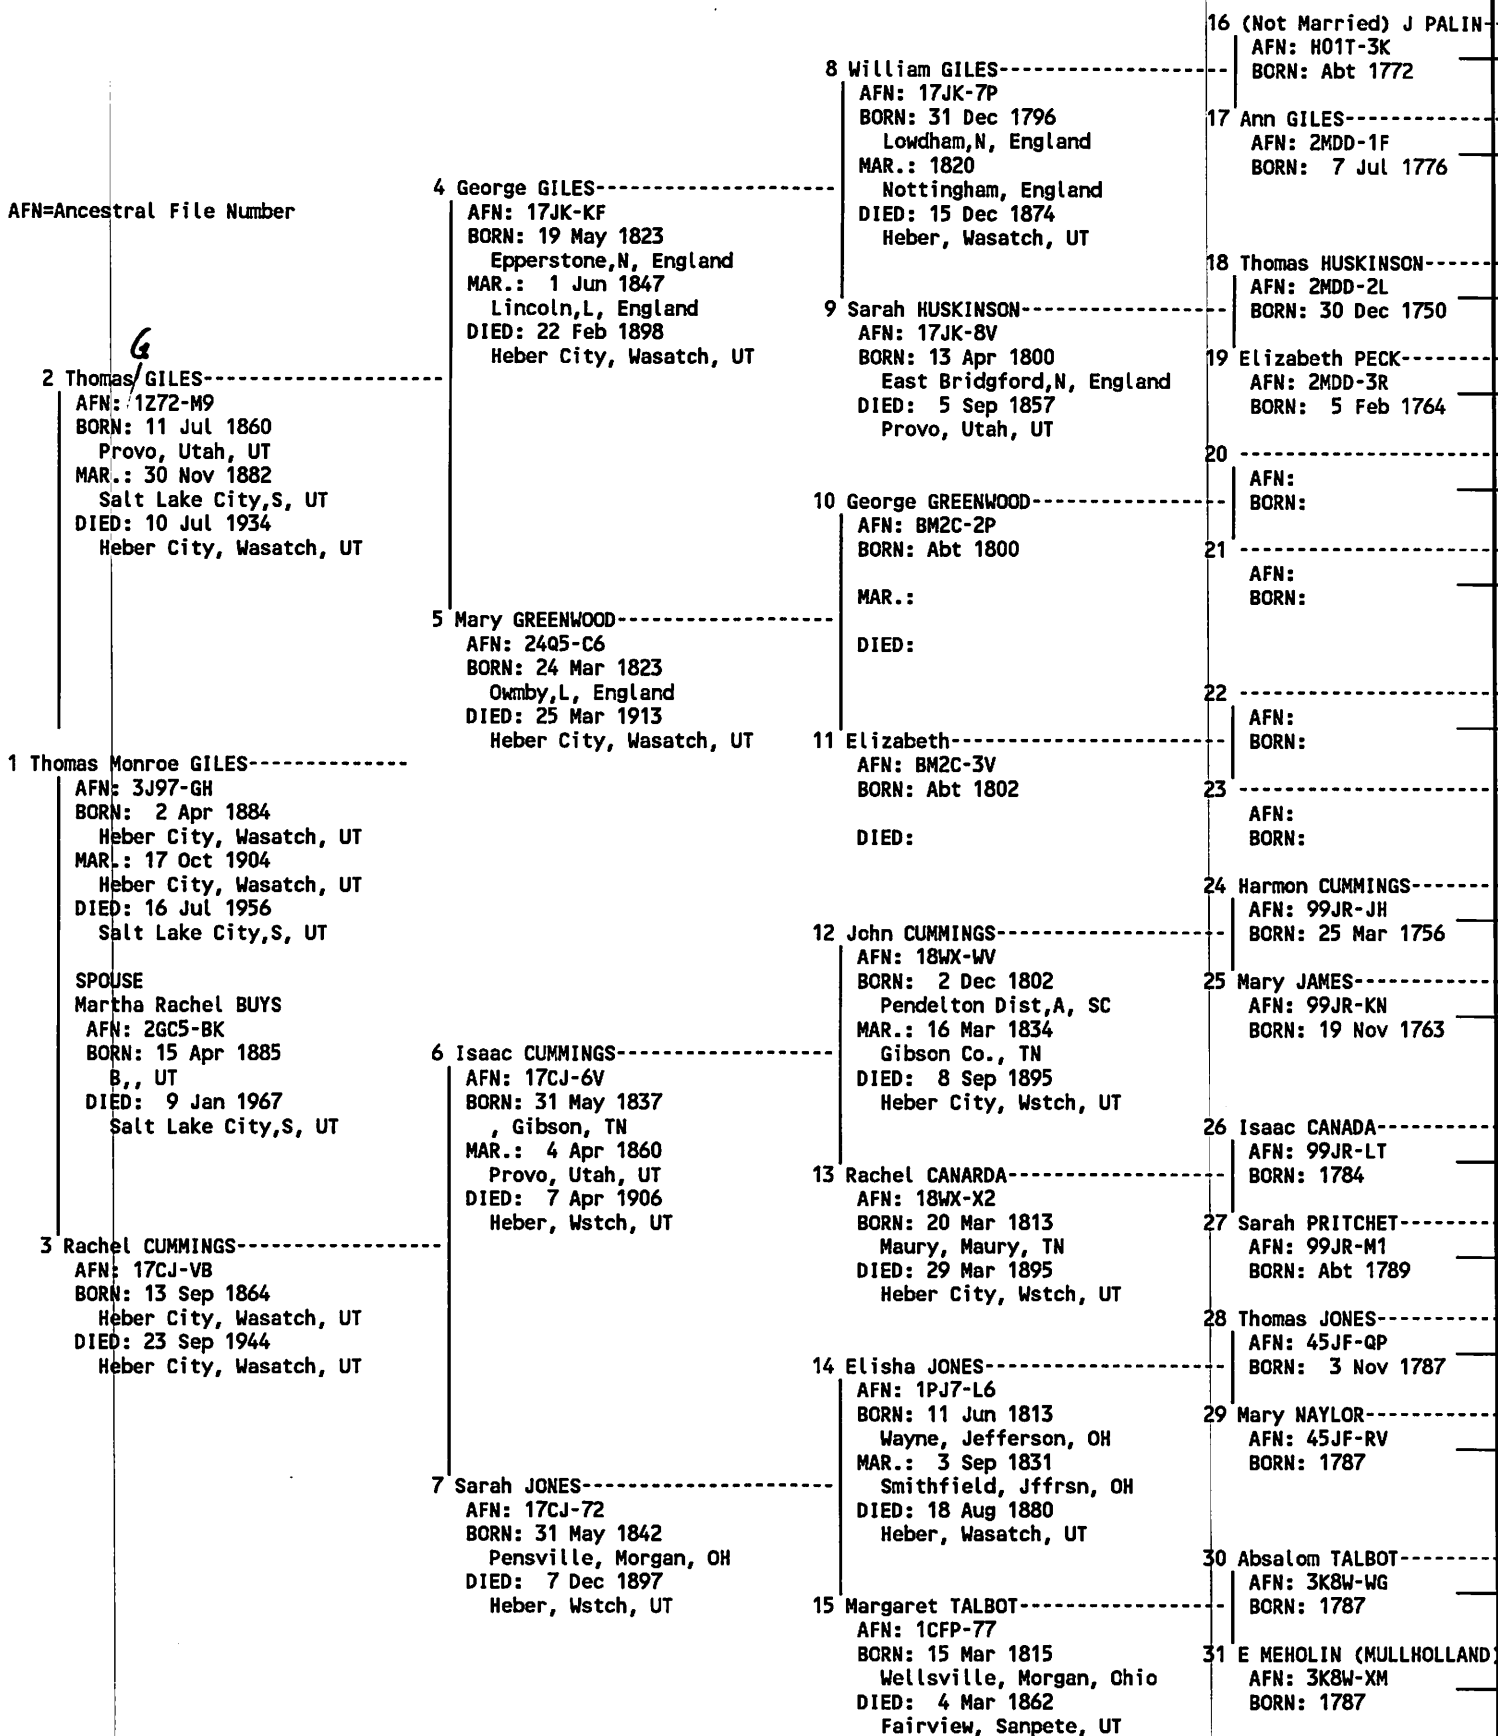 AFN=Ancestral File Number
1 Thomas Monroe GILES-------------
AFN: 3J97-GH
BORN: 2 Apr 1884
Heber City, Wasatch, UT
MAR.: 17 Oct 1904
Heber City, Wasatch, UT
DIED: 16 Jul 1956
Salt Lake City,S, UT
SPOUSE
Martha Rachel BUYS
AFN: 2GC5-BK
BORN: 15 Apr 1885
B,, UT
DIED: 9 Jan 1967
Salt Lake City,S, UT
G
2 Thomas/GILES--------------------
AFN: 1Z72-M9
BORN: 11 Jul 1860
Provo, Utah, UT
MAR.: 30 Nov 1882
Salt Lake City,S, UT
DIED: 10 Jul 1934
Heber City, Wasatch, UT
3 Rachel CUMMINGS-----------------
AFN: 17CJ-VB
BORN: 13 Sep 1864
Heber City, Wasatch, UT
DIED: 23 Sep 1944
Heber City, Wasatch, UT
4 George GILES--------------------
AFN: 17JK-KF
BORN: 19 May 1823
Epperstone,N, England
MAR.: 1 Jun 1847
Lincoln,L, England
DIED: 22 Feb 1898
Heber City, Wasatch, UT
5 Mary GREENWOOD------------------
AFN: 24Q5-C6
BORN: 24 Mar 1823
Owmby,L, England
DIED: 25 Mar 1913
Heber City, Wasatch, UT
6 Isaac CUMMINGS------------------
AFN: 17CJ-6V
BORN: 31 May 1837
, Gibson, TN
MAR.: 4 Apr 1860
Provo, Utah, UT
DIED: 7 Apr 1906
Heber, Wstch, UT
7 Sarah JONES---------------------
AFN: 17CJ-72
BORN: 31 May 1842
Pensville, Morgan, OH
DIED: 7 Dec 1897
Heber, Wstch, UT
8 William GILES-------------------
AFN: 17JK-7P
BORN: 31 Dec 1796
Lowdham,N, England
MAR.: 1820
Nottingham, England
DIED: 15 Dec 1874
Heber, Wasatch, UT
9 Sarah HUSKINSON-----------------
AFN: 17JK-8V
BORN: 13 Apr 1800
East Bridgford,N, England
DIED: 5 Sep 1857
Provo, Utah, UT
10 George GREENWOOD----------------
AFN: BM2C-2P
BORN: Abt 1800
MAR.:
DIED:
11 Elizabeth-----------------------
AFN: BM2C-3V
BORN: Abt 1802
DIED:
12 John CUMMINGS-------------------
AFN: 18WX-WV
BORN: 2 Dec 1802
Pendelton Dist,A, SC
MAR.: 16 Mar 1834
Gibson Co., TN
DIED: 8 Sep 1895
Heber City, Wstch, UT
13 Rachel CANARDA------------------
AFN: 18WX-X2
BORN: 20 Mar 1813
Maury, Maury, TN
DIED: 29 Mar 1895
Heber City, Wstch, UT
14 Elisha JONES--------------------
AFN: 1PJ7-L6
BORN: 11 Jun 1813
Wayne, Jefferson, OH
MAR.: 3 Sep 1831
Smithfield, Jffrsn, OH
DIED: 18 Aug 1880
Heber, Wasatch, UT
15 Margaret TALBOT-----------------
AFN: 1CFP-77
BORN: 15 Mar 1815
Wellsville, Morgan, Ohio
DIED: 4 Mar 1862
Fairview, Sanpete, UT
16 (Not Married) J PALIN-
AFN: H01T-3K
BORN: Abt 1772
17 Ann GILES-------------
AFN: 2MDD-1F
BORN: 7 Jul 1776
18 Thomas HUSKINSON------
AFN: 2MDD-2L
BORN: 30 Dec 1750
19 Elizabeth PECK--------
AFN: 2MDD-3R
BORN: 5 Feb 1764
20 ----------------------
AFN:
BORN:
21 ----------------------
AFN:
BORN:
22 ----------------------
AFN:
BORN:
23 ----------------------
AFN:
BORN:
24 Harmon CUMMINGS-------
AFN: 99JR-JH
BORN: 25 Mar 1756
25 Mary JAMES------------
AFN: 99JR-KN
BORN: 19 Nov 1763
26 Isaac CANADA----------
AFN: 99JR-LT
BORN: 1784
27 Sarah PRITCHET--------
AFN: 99JR-M1
BORN: Abt 1789
28 Thomas JONES----------
AFN: 45JF-QP
BORN: 3 Nov 1787
29 Mary NAYLOR-----------
AFN: 45JF-RV
BORN: 1787
30 Absalom TALBOT--------
AFN: 3K8W-WG
BORN: 1787
31 E MEHOLIN (MULLHOLLAND)
AFN: 3K8W-XM
BORN: 1787